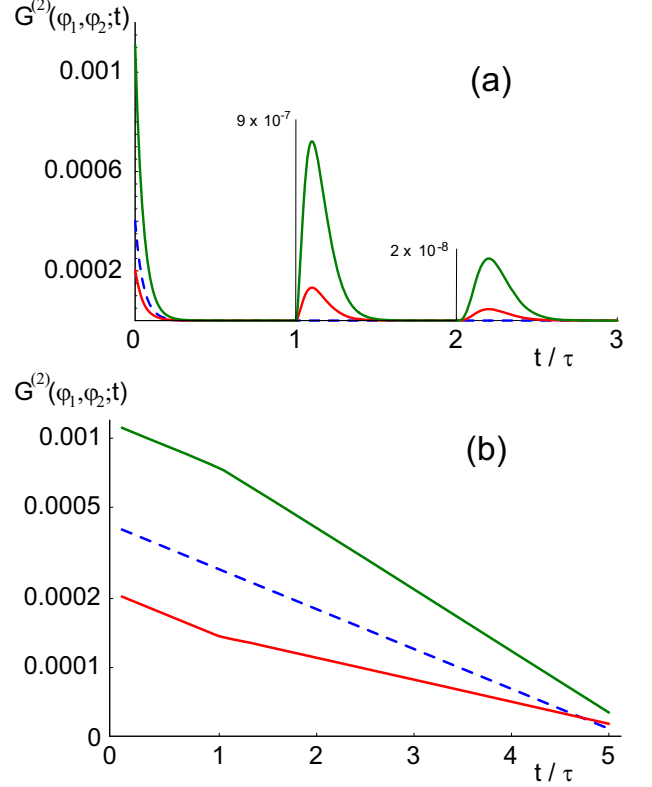 G⁽²⁾(φ₁,φ₂;t)
(a)
0.001
9 x 10⁻⁷
0.0006
2 x 10⁻⁸
0.0002
0 1 2 3
t / τ
G⁽²⁾(φ₁,φ₂;t)
(b)
0.001
0.0005
0.0002
0.0001
0
0 1 2 3 4 5
t / τ